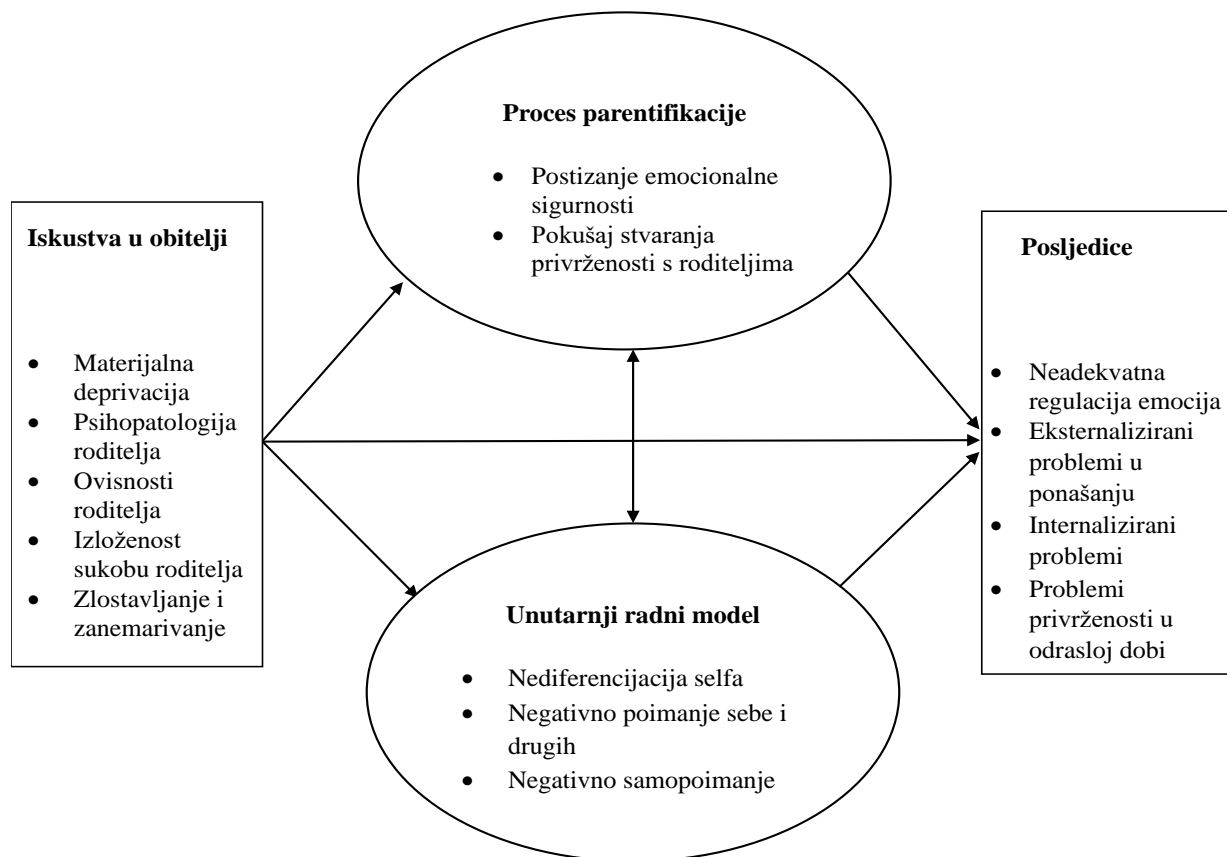 Proces parentifikacije
• Postizanje emocionalne
sigurnosti
• Pokušaj stvaranja
privrženosti s roditeljima
Iskustva u obitelji
• Materijalna
deprivacija
• Psihopatologija
roditelja
• Ovisnosti
roditelja
• Izloženost
sukobu roditelja
• Zlostavljanje i
zanemarivanje
Posljedice
• Neadekvatna
regulacija emocija
• Eksternalizirani
problemi u
ponašanju
• Internalizirani
problemi
• Problemi
privrženosti u
odrasloj dobi
Unutarnji radni model
• Nediferencijacija selfa
• Negativno poimanje sebe i
drugih
• Negativno samopoimanje